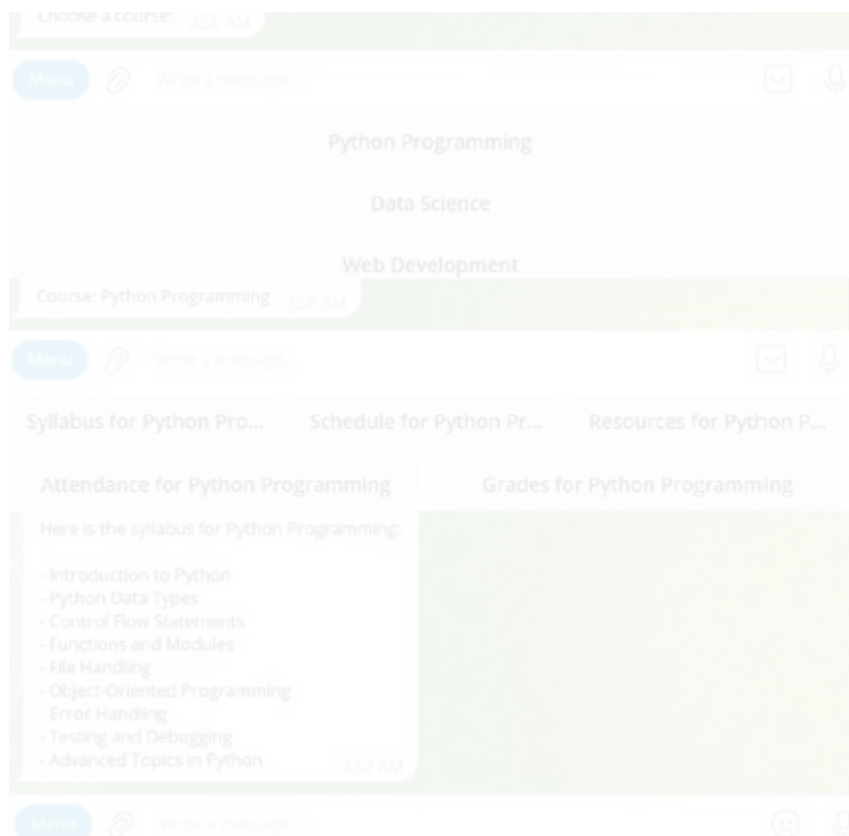 Choose a course: 3:56 AM
Menu Write a message...
Python Programming
Data Science
Web Development
Course: Python Programming 3:56 AM
Menu Write a message...
Syllabus for Python Pro... Schedule for Python Pr... Resources for Python P...
Attendance for Python Programming Grades for Python Programming
Here is the syllabus for Python Programming:
- Introduction to Python
- Python Data Types
- Control Flow Statements
- Functions and Modules
- File Handling
- Object-Oriented Programming
- Error Handling
- Testing and Debugging
- Advanced Topics in Python 3:57 AM
Menu Write a message...